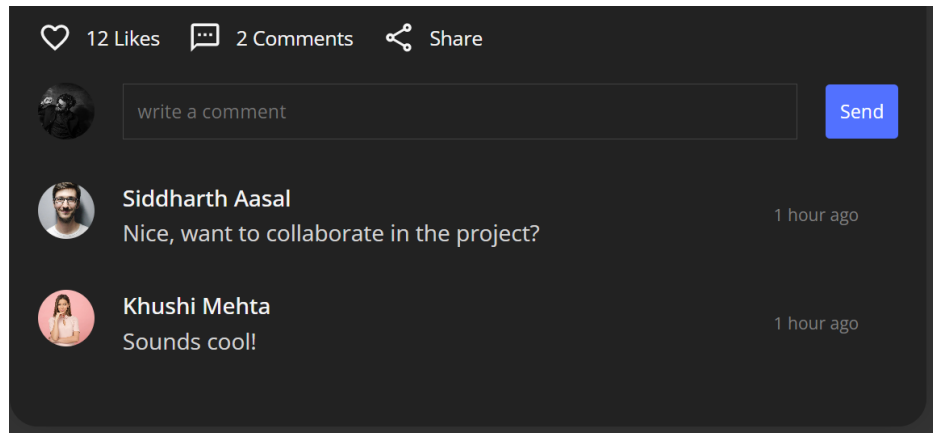 12 Likes 2 Comments Share
write a comment Send
Siddharth Aasal
Nice, want to collaborate in the project?
1 hour ago
Khushi Mehta
Sounds cool!
1 hour ago